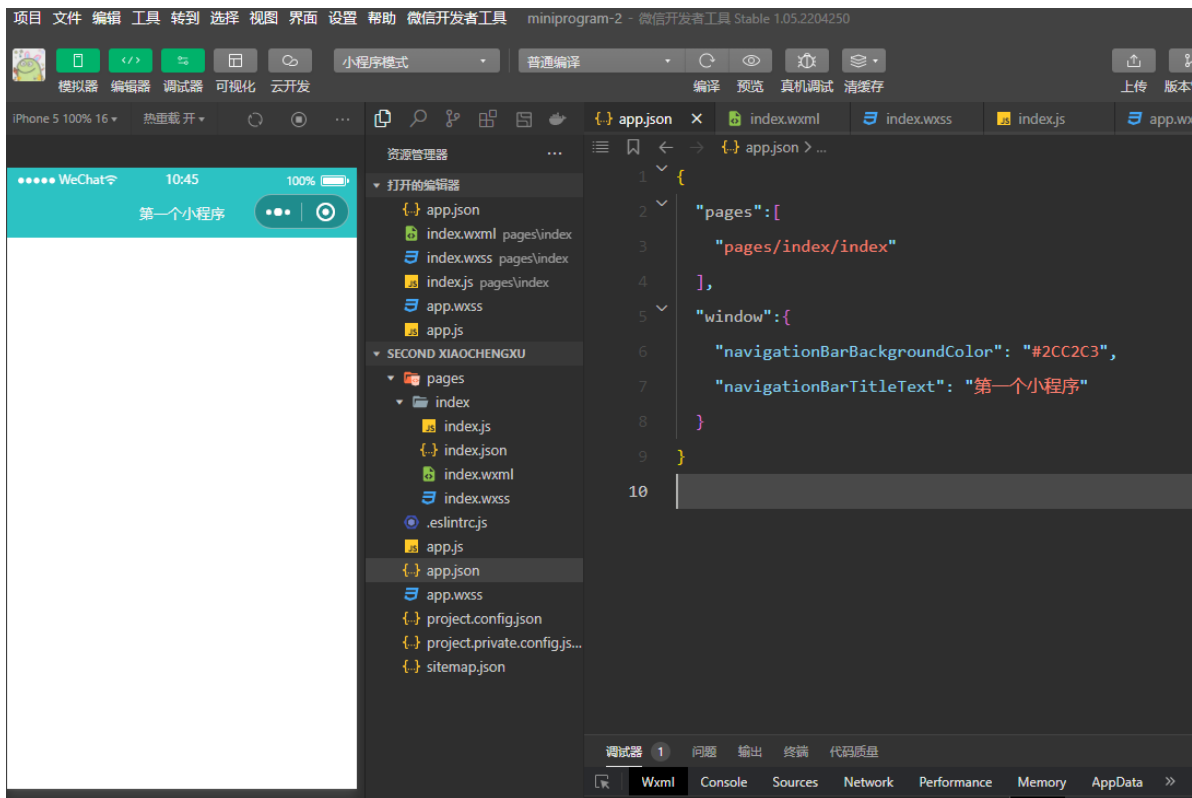 项目 文件 编辑 工具 转到 选择 视图 界面 设置 帮助 微信开发者工具 miniprogram-2 - 微信开发者工具 Stable 1.05.2204250
小程序模式 普通编译
模拟器 编辑器 调试器 可视化 云开发 编译 预览 真机调试 清缓存 上传
iPhone 5 100% 16 热重载 开
{..} app.json × index.wxml index.wxss JS index.js
资源管理器 ...
{..} app.json > ...
WeChat 10:45 100%
第一个小程序
打开的编辑器
{..} app.json
index.wxml pages\index
index.wxss pages\index
JS index.js pages\index
app.wxss
JS app.js
SECOND XIAOCHENGXU
pages
index
JS index.js
{..} index.json
index.wxml
index.wxss
.eslintrc.js
JS app.js
{..} app.json
app.wxss
{..} project.config.json
{..} project.private.config.js...
{..} sitemap.json
1 {
2 "pages":[
3 "pages/index/index"
4 ],
5 "window":{
6 "navigationBarBackgroundColor": "#2CC2C3",
7 "navigationBarTitleText": "第一个小程序"
8 }
9 }
10
调试器 1 问题 输出 终端 代码质量
Wxml Console Sources Network Performance Memory AppData »